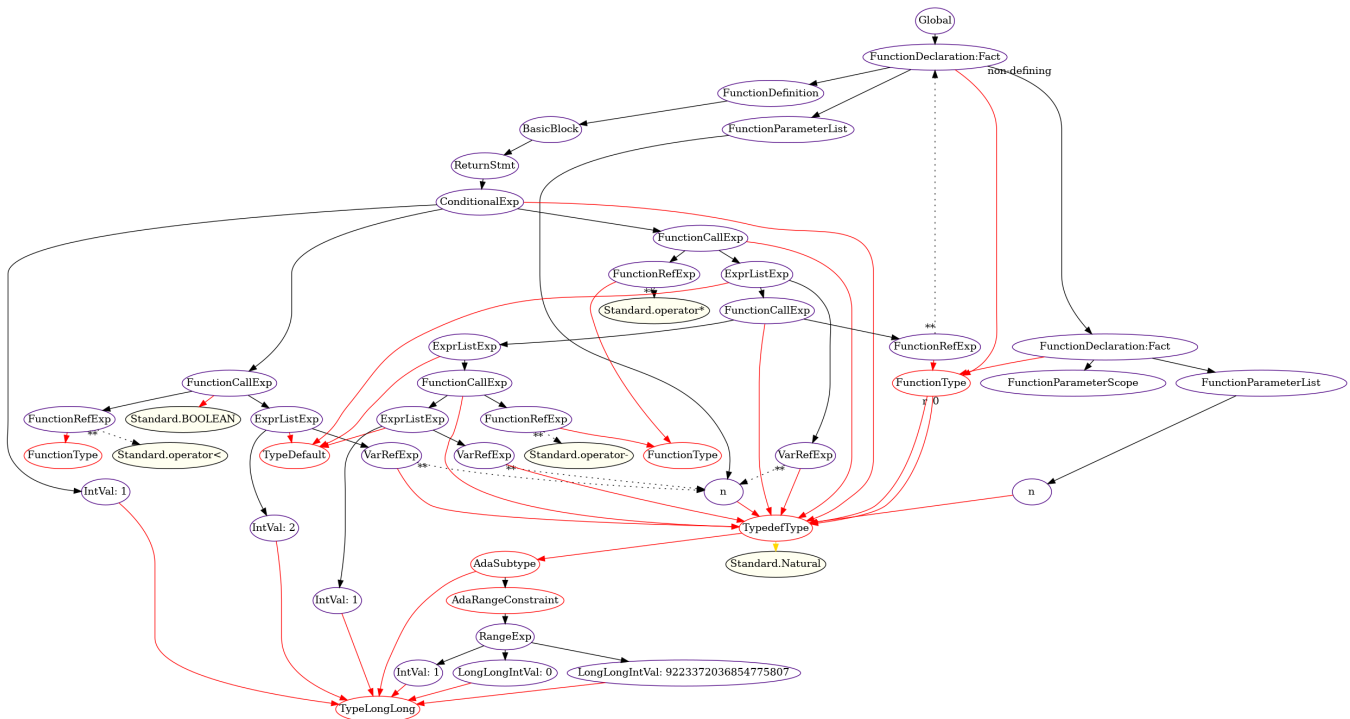 Global
FunctionDeclaration:Fact
non-defining
FunctionDefinition
BasicBlock
FunctionParameterList
ReturnStmt
ConditionalExp
FunctionCallExp
FunctionRefExp
ExprListExp
**
Standard.operator*
FunctionCallExp
**
ExprListExp
FunctionRefExp
FunctionDeclaration:Fact
FunctionCallExp
FunctionCallExp
FunctionType
FunctionParameterScope
FunctionParameterList
r 0
FunctionRefExp
Standard.BOOLEAN
ExprListExp
ExprListExp
FunctionRefExp
**
**
FunctionType
Standard.operator<
TypeDefault
VarRefExp
VarRefExp
Standard.operator-
FunctionType
VarRefExp
**
**
**
IntVal: 1
n
n
IntVal: 2
TypedefType
AdaSubtype
Standard.Natural
IntVal: 1
AdaRangeConstraint
RangeExp
IntVal: 1
LongLongIntVal: 0
LongLongIntVal: 9223372036854775807
TypeLongLong